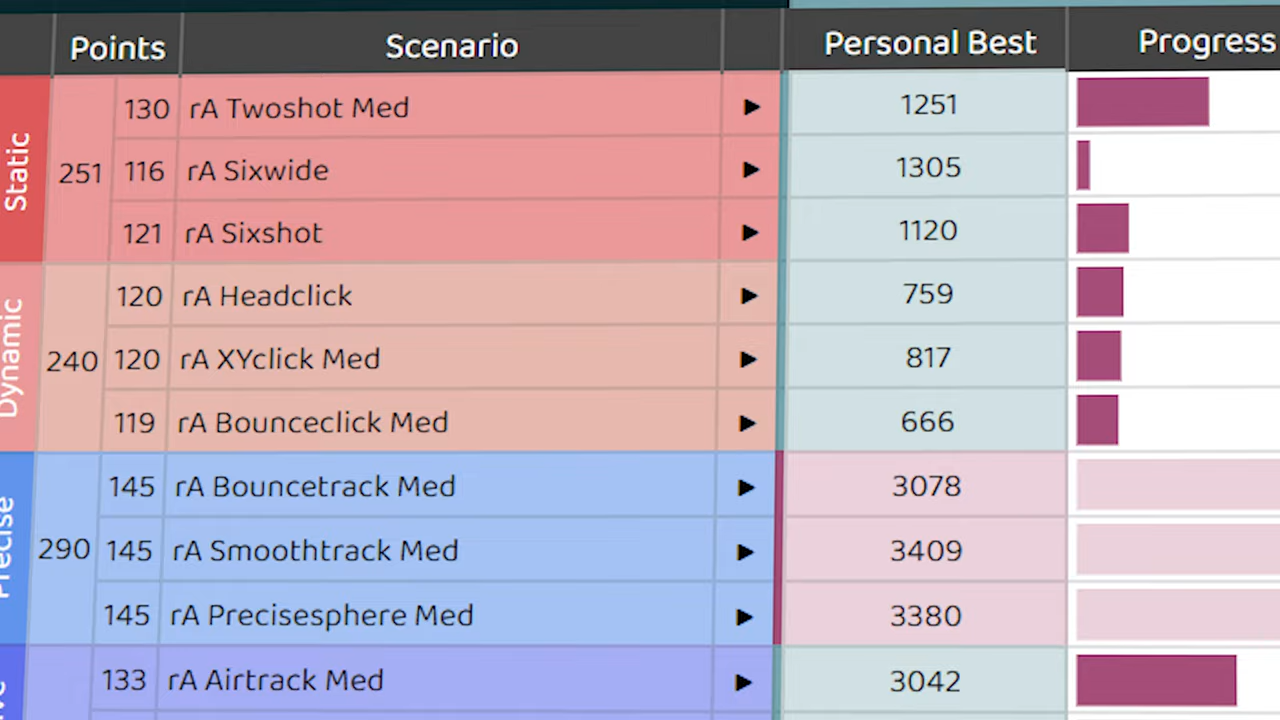 Points Scenario Personal Best Progress
Static
251
130 rA Twoshot Med ► 1251
116 rA Sixwide ► 1305
121 rA Sixshot ► 1120
Dynamic
240
120 rA Headclick ► 759
120 rA XYclick Med ► 817
119 rA Bounceclick Med ► 666
Precise
290
145 rA Bouncetrack Med ► 3078
145 rA Smoothtrack Med ► 3409
145 rA Precisesphere Med ► 3380
133 rA Airtrack Med ► 3042